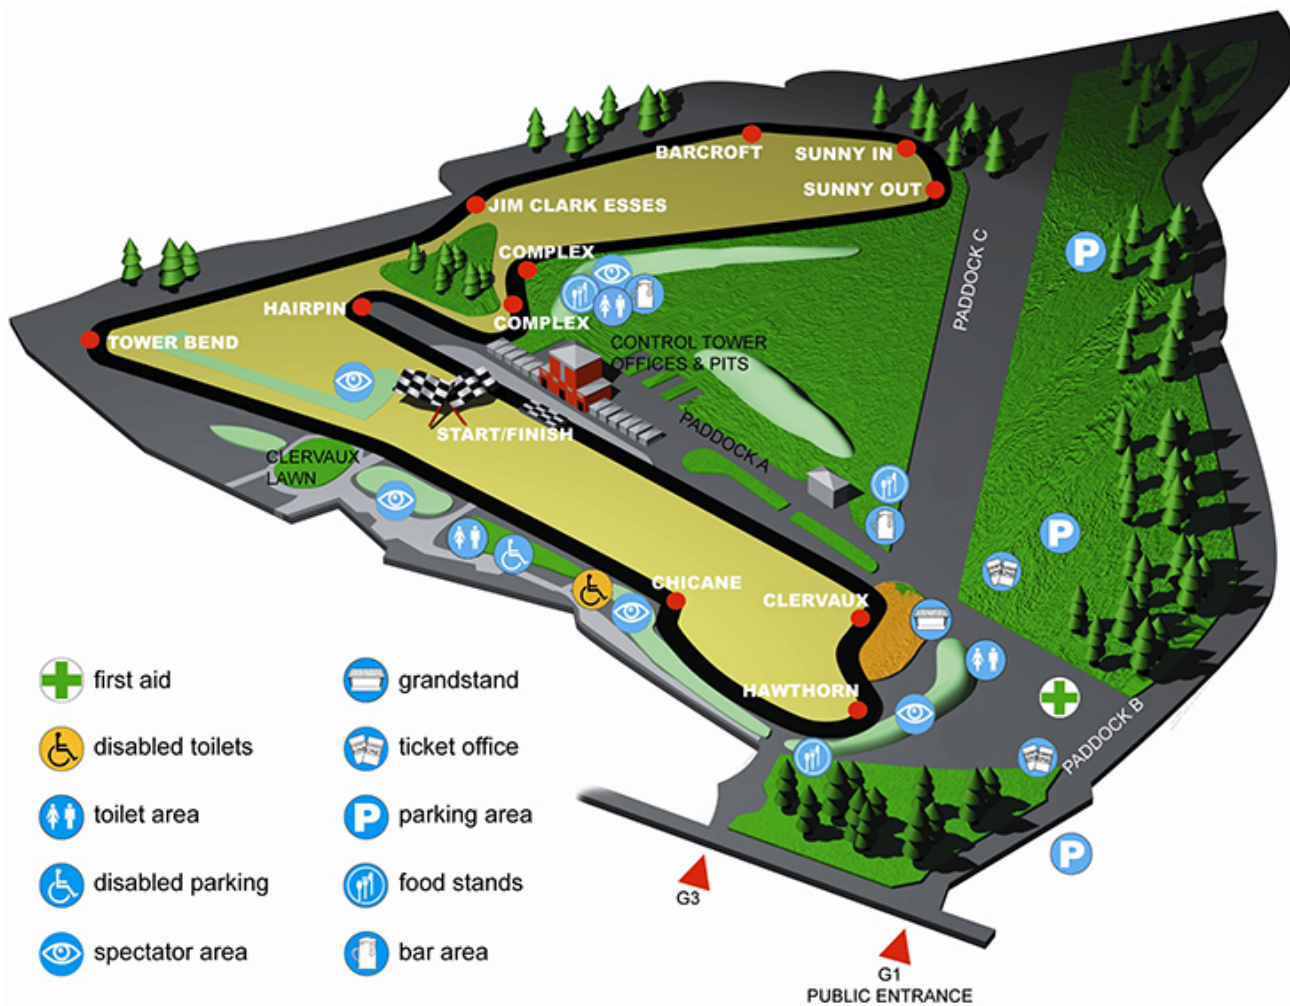 BARCROFT
SUNNY IN
SUNNY OUT
JIM CLARK ESSES
COMPLEX
HAIRPIN
COMPLEX
TOWER BEND
PADDOCK C
CONTROL TOWER
OFFICES & PITS
START/FINISH
PADDOCK A
CLERVAUX
LAWN
CHICANE
CLERVAUX
HAWTHORN
PADDOCK B
P
P
P
first aid
disabled toilets
toilet area
disabled parking
spectator area
grandstand
ticket office
P parking area
food stands
bar area
G3
G1
PUBLIC ENTRANCE